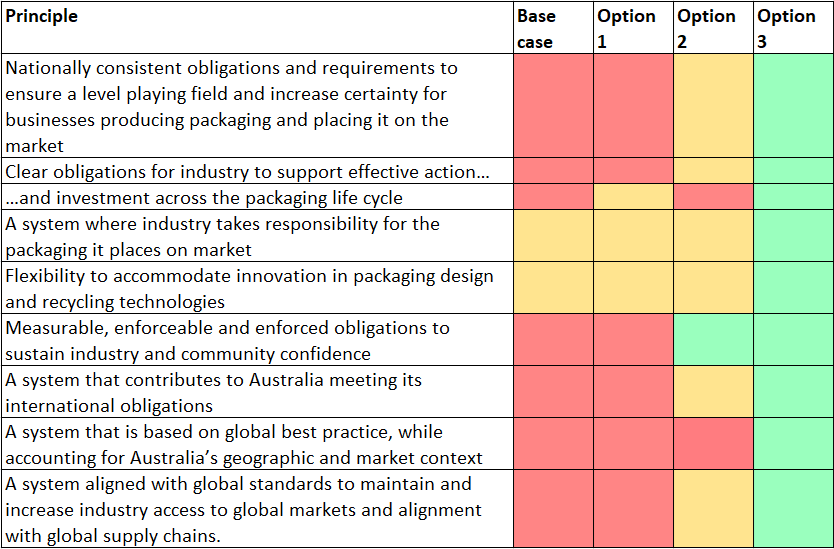 Principle
Base case
Option 1
Option 2
Option 3
Nationally consistent obligations and requirements to
ensure a level playing field and increase certainty for
businesses producing packaging and placing it on the
market
Clear obligations for industry to support effective action…
…and investment across the packaging life cycle
A system where industry takes responsibility for the
packaging it places on market
Flexibility to accommodate innovation in packaging design
and recycling technologies
Measurable, enforceable and enforced obligations to
sustain industry and community confidence
A system that contributes to Australia meeting its
international obligations
A system that is based on global best practice, while
accounting for Australia’s geographic and market context
A system aligned with global standards to maintain and
increase industry access to global markets and alignment
with global supply chains.